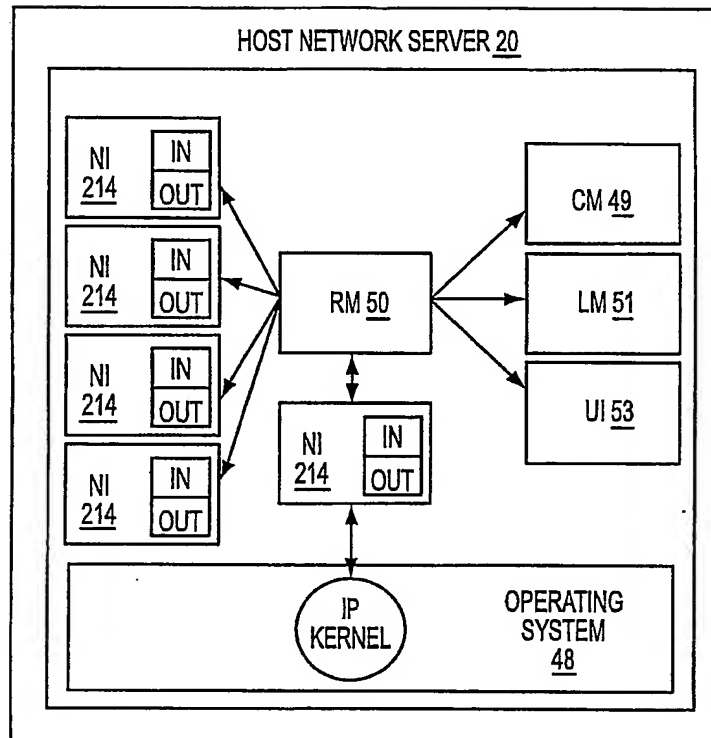 HOST NETWORK SERVER 20
NI
214
IN
OUT
NI
214
IN
OUT
NI
214
IN
OUT
NI
214
IN
OUT
RM 50
NI
214
IN
OUT
CM 49
LM 51
UI 53
IP
KERNEL
OPERATING
SYSTEM
48